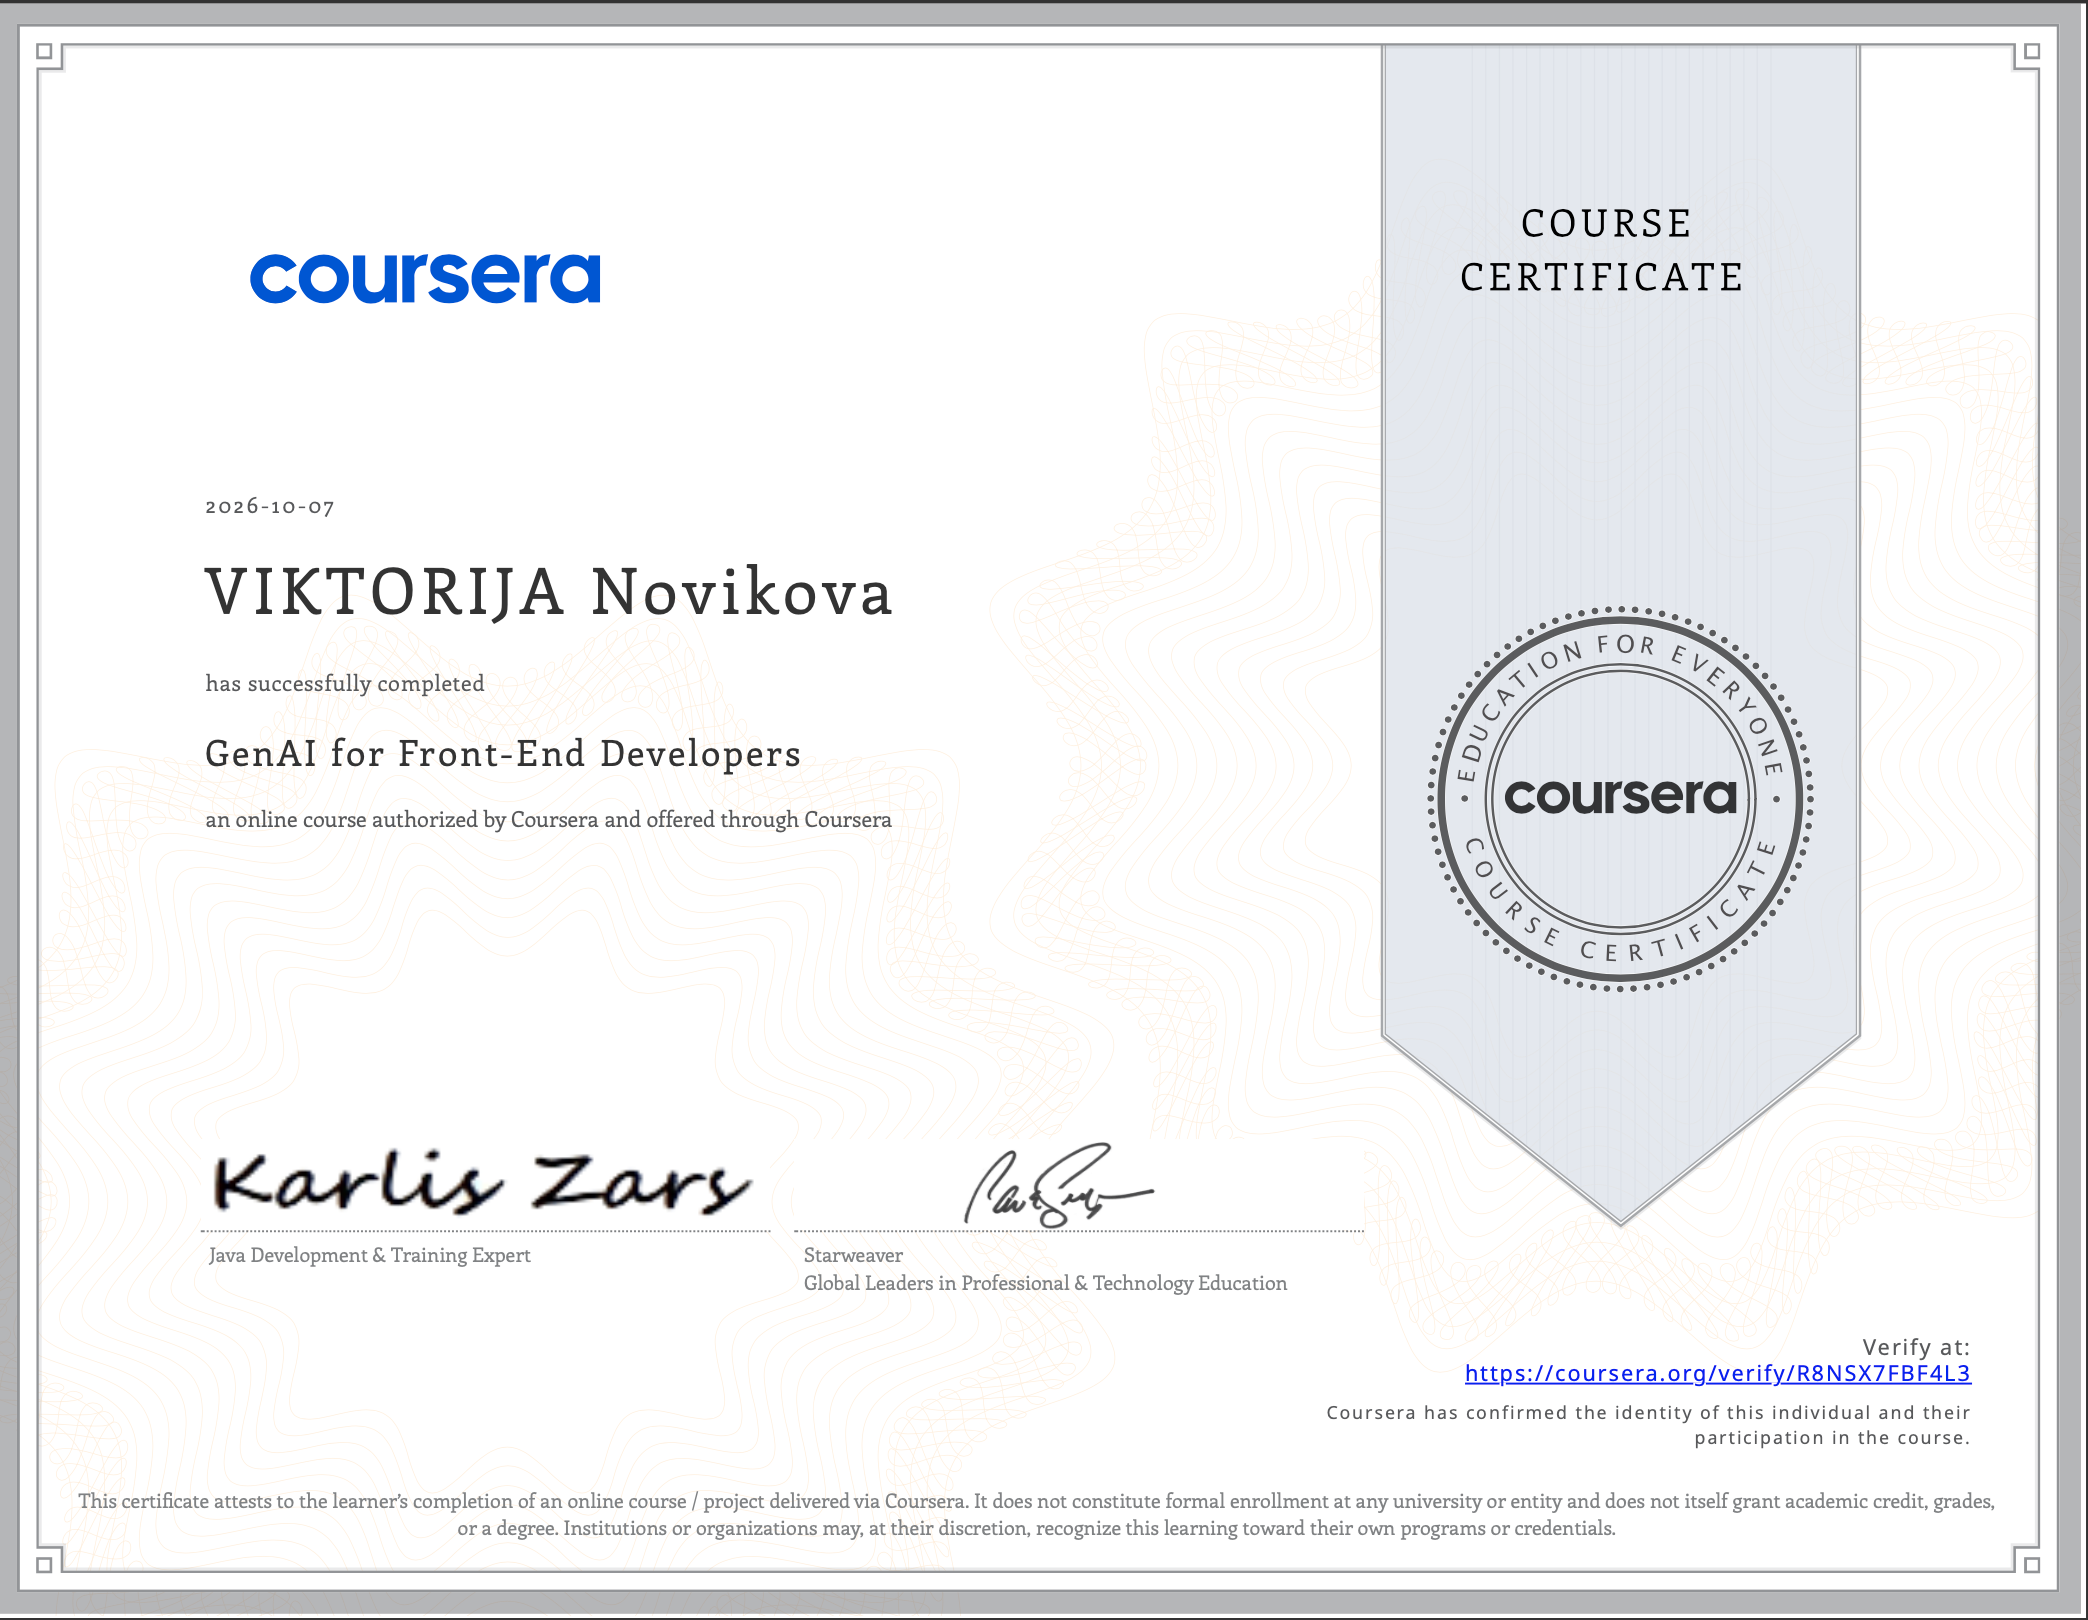 coursera
COURSE
CERTIFICATE
2026-10-07
VIKTORIJA Novikova
has successfully completed
GenAI for Front-End Developers
an online course authorized by Coursera and offered through Coursera
EDUCATION FOR EVERYONE
coursera
COURSE CERTIFICATE
Karlis Zars
Java Development & Training Expert
Starweaver
Global Leaders in Professional & Technology Education
Verify at:
https://coursera.org/verify/R8NSX7FBF4L3
Coursera has confirmed the identity of this individual and their
participation in the course.
This certificate attests to the learner’s completion of an online course / project delivered via Coursera. It does not constitute formal enrollment at any university or entity and does not itself grant academic credit, grades,
or a degree. Institutions or organizations may, at their discretion, recognize this learning toward their own programs or credentials.